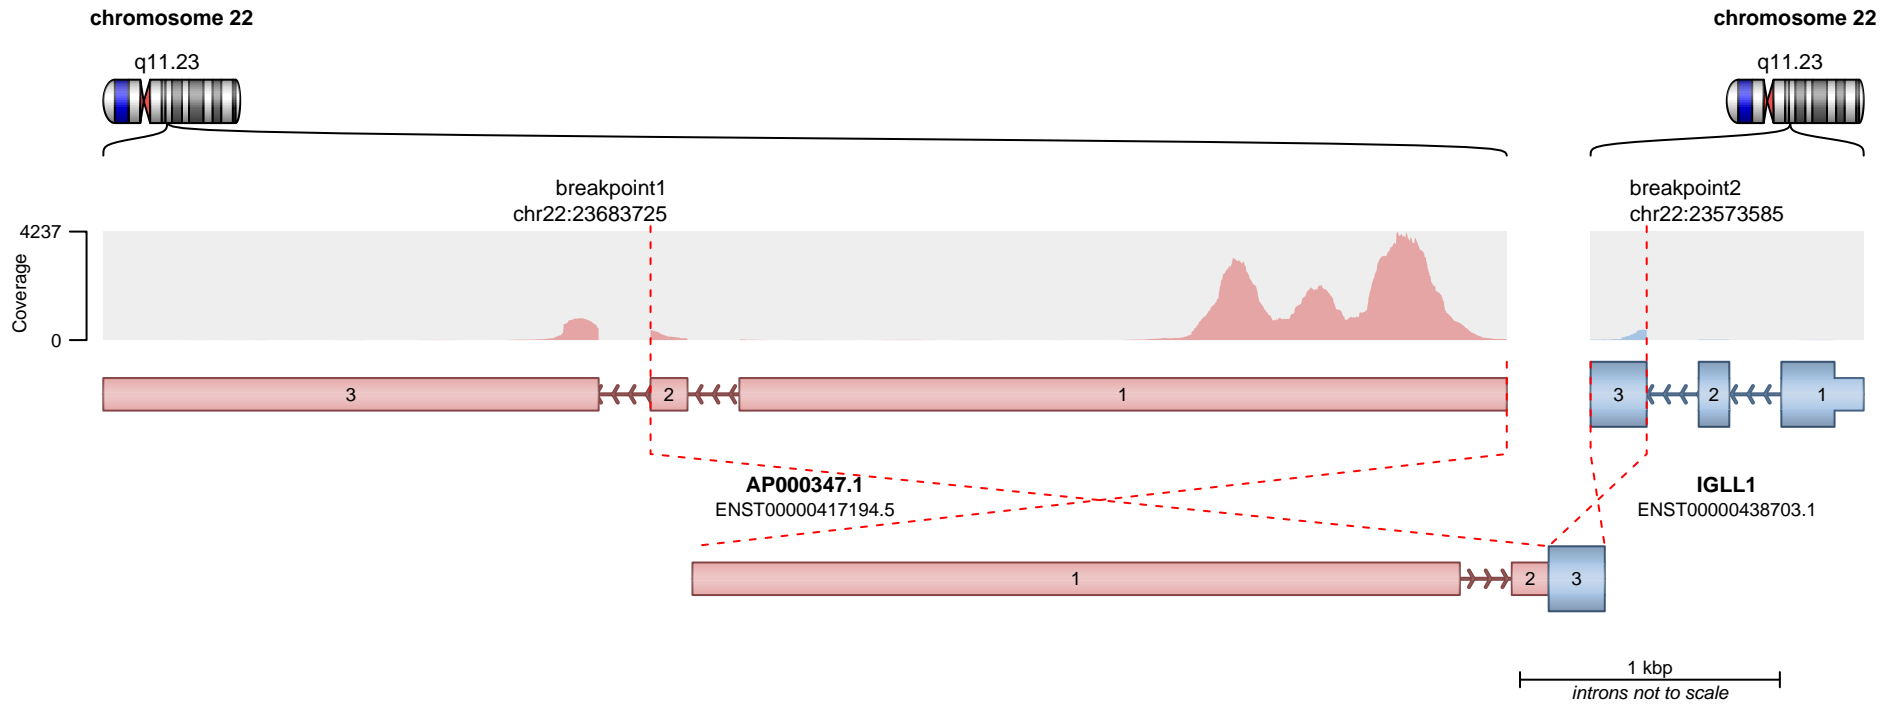 chromosome 22
chromosome 22
q11.23
q11.23
breakpoint1
chr22:23683725
breakpoint2
chr22:23573585
4237
Coverage
0
3
2
1
3
2
1
AP000347.1
ENST00000417194.5
IGLL1
ENST00000438703.1
1
2
3
1 kbp
introns not to scale